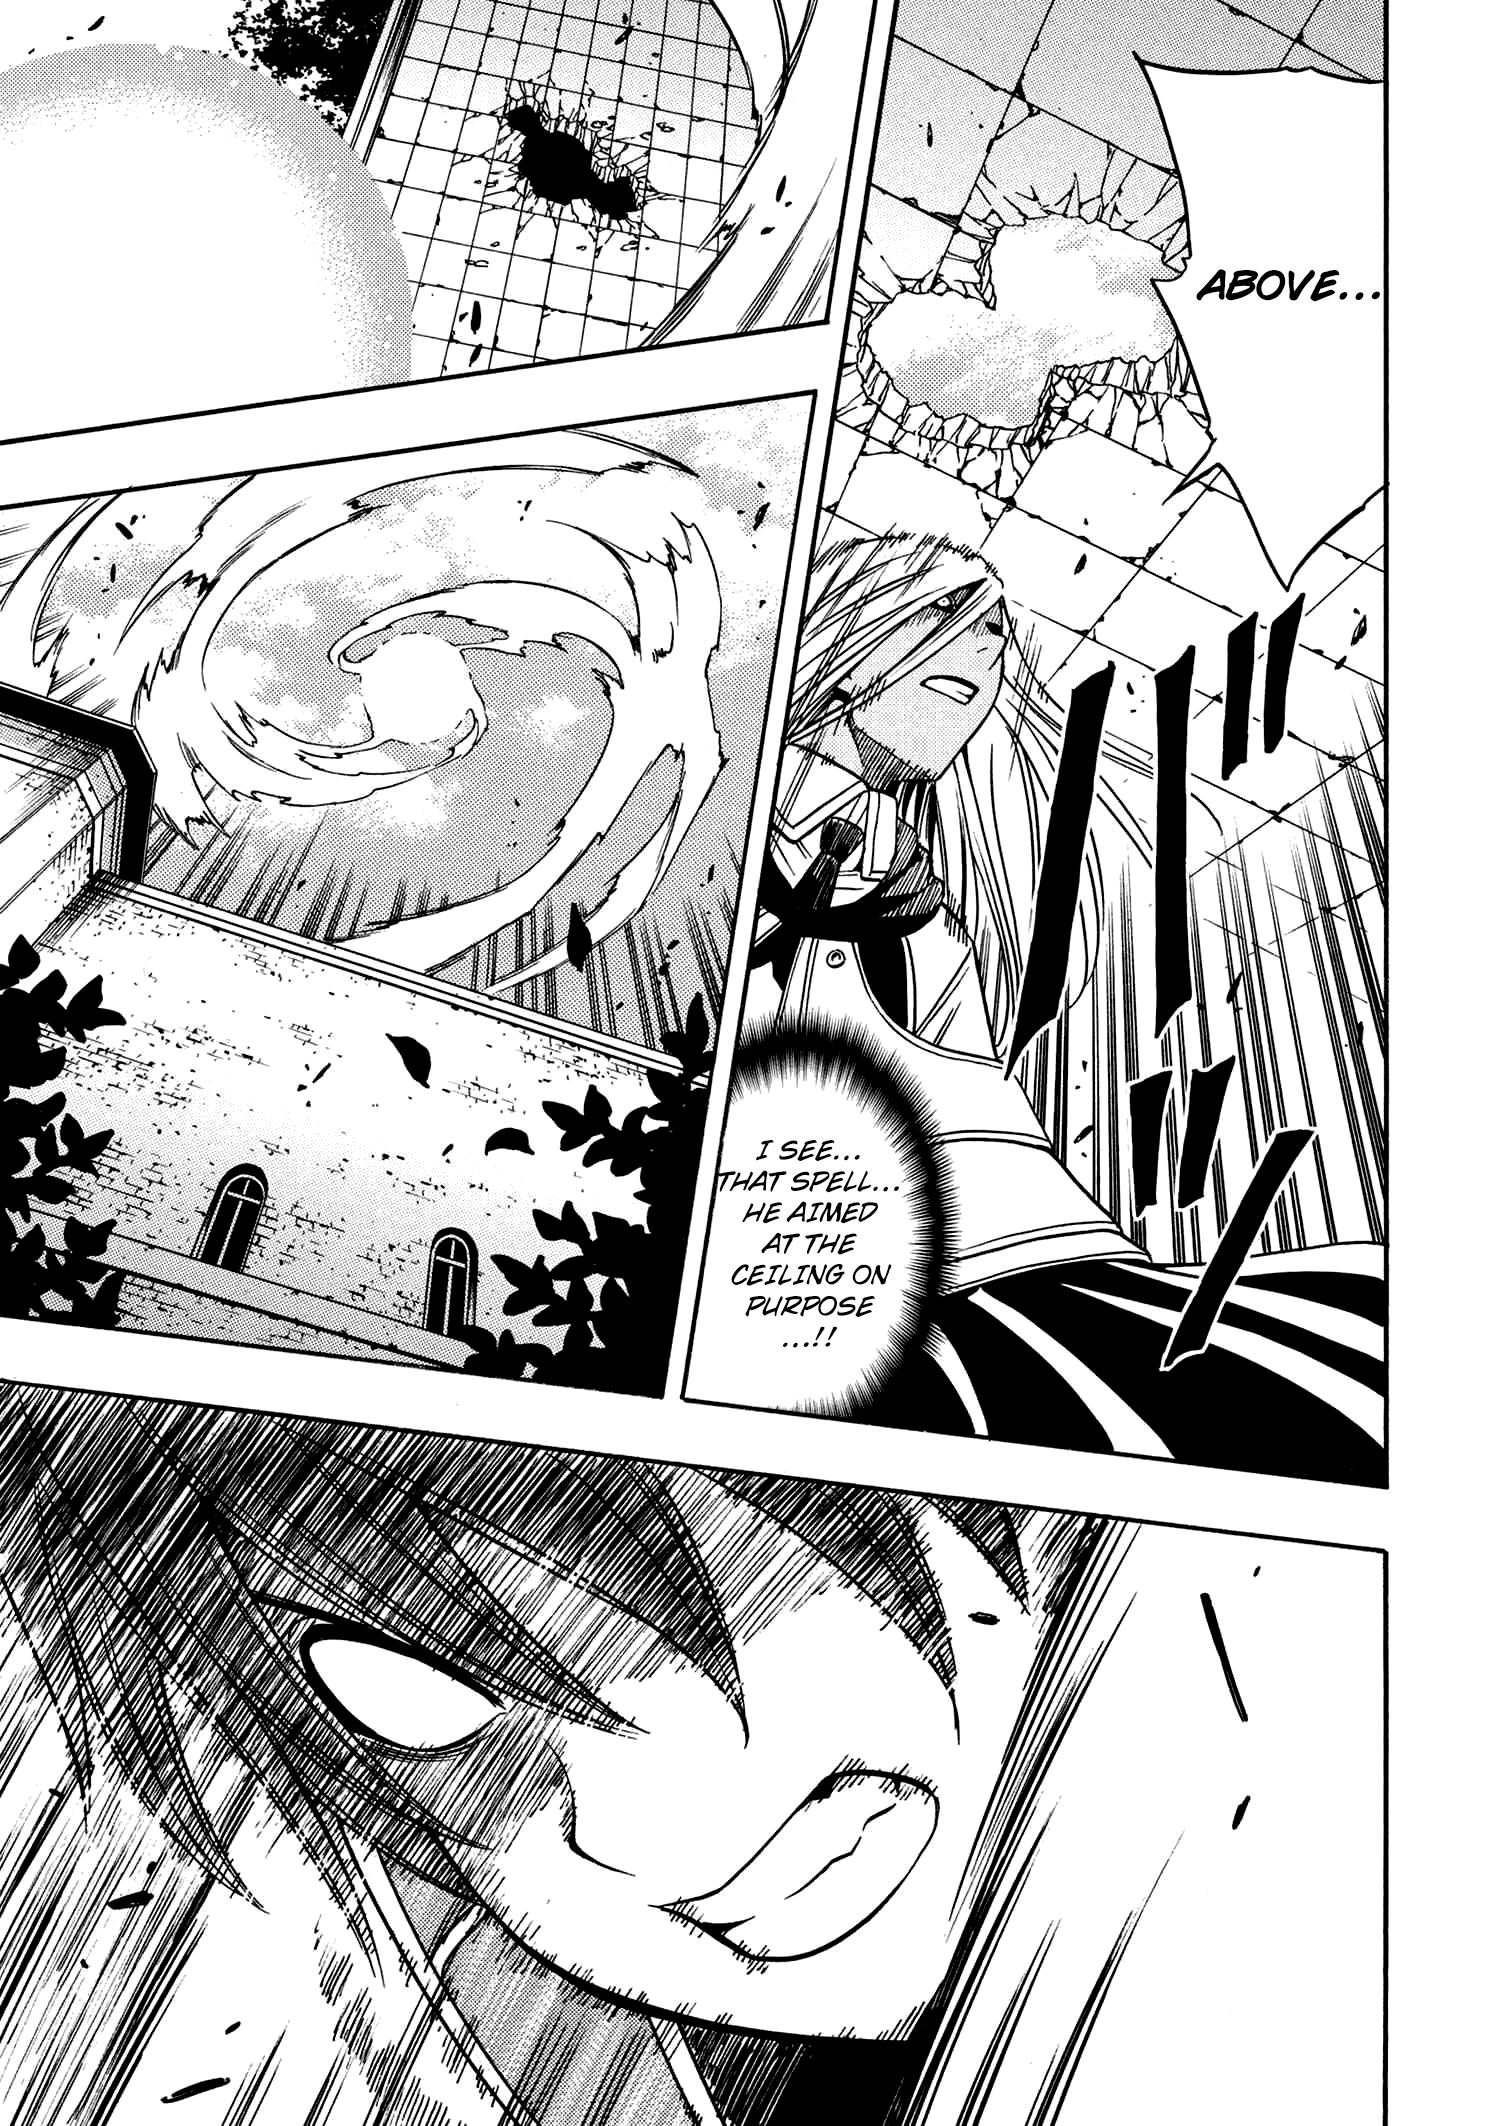 ABOVE...
I SEE...
THAT SPELL...
HE AIMED
AT THE
CEILING ON
PURPOSE
...!!